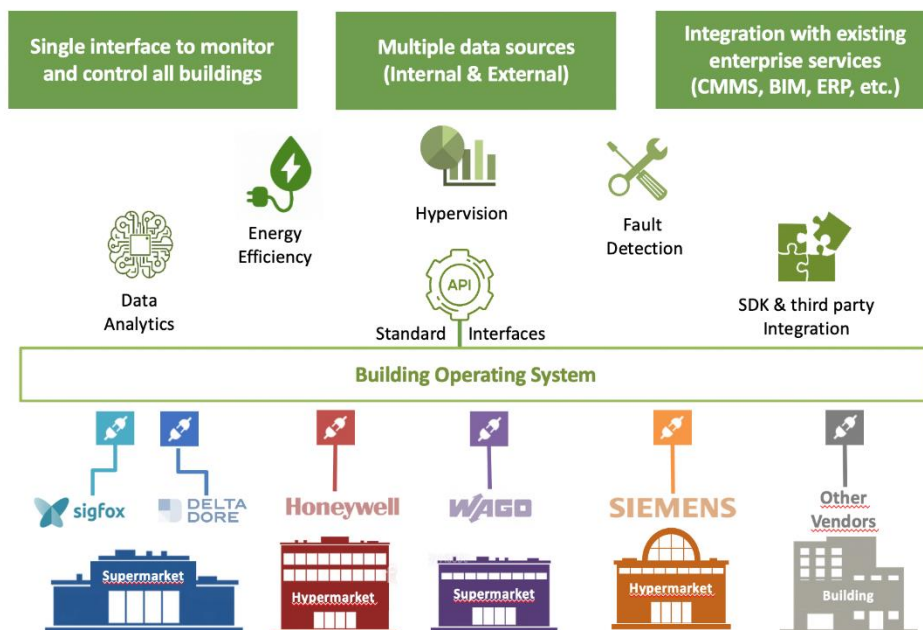 Single interface to monitor
and control all buildings
Multiple data sources
(Internal & External)
Integration with existing
enterprise services
(CMMS, BIM, ERP, etc.)
Energy
Efficiency
Hypervision
Fault
Detection
Data
Analytics
API
Standard Interfaces
SDK & third party
Integration
Building Operating System
sigfox
DELTA
DORE
Honeywell
WAGO
SIEMENS
Other
Vendors
Supermarket
Hypermarket
Supermarket
Hypermarket
Building